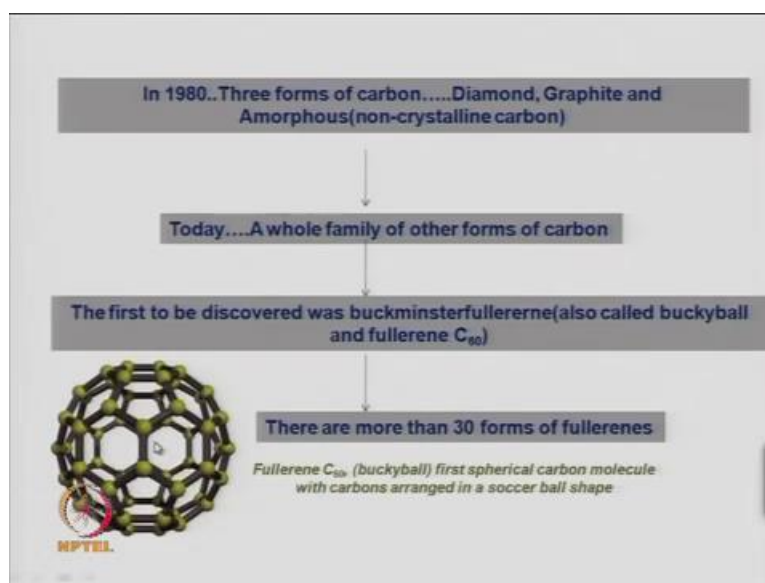 In 1980..Three forms of carbon.....Diamond, Graphite and
Amorphous(non-crystalline carbon)
Today....A whole family of other forms of carbon
The first to be discovered was buckminsterfullererne(also called buckyball
and fullerene C₆₀)
There are more than 30 forms of fullerenes
Fullerene C₆₀, (buckyball) first spherical carbon molecule
with carbons arranged in a soccer ball shape
NPTEL